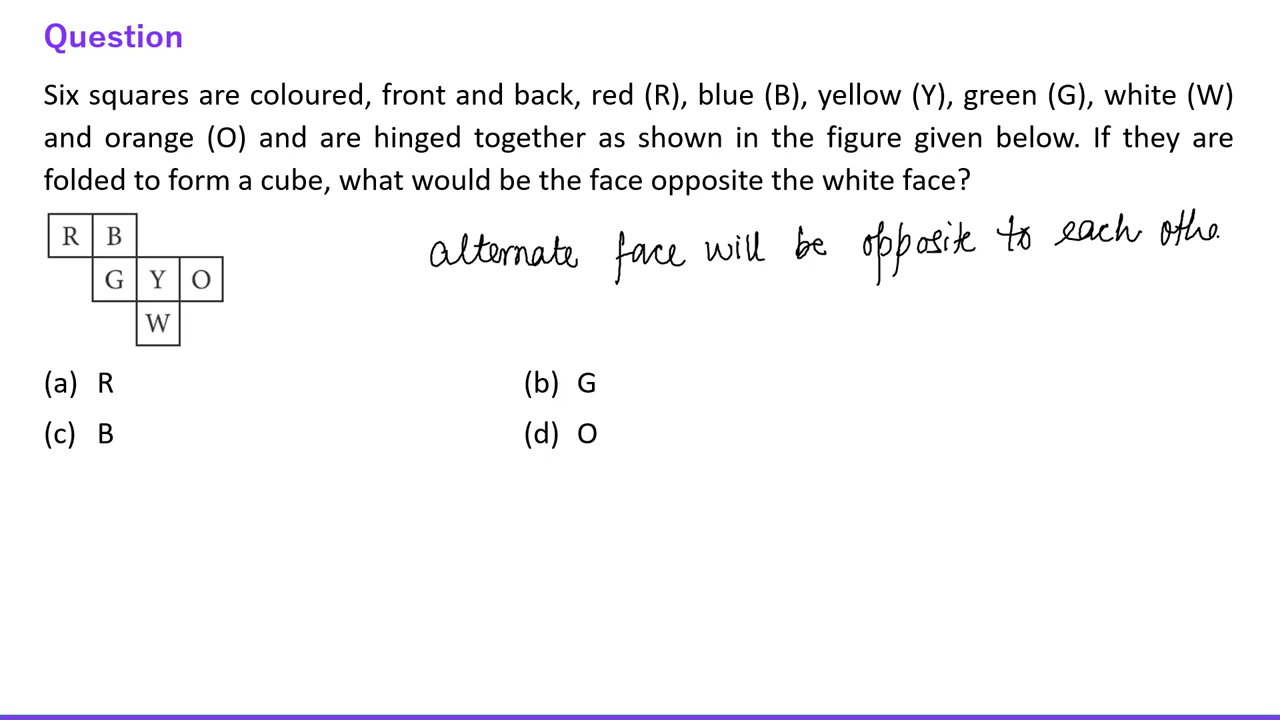 Question
Six squares are coloured, front and back, red (R), blue (B), yellow (Y), green (G), white (W)
and orange (O) and are hinged together as shown in the figure given below. If they are
folded to form a cube, what would be the face opposite the white face?
R B
alternate face will be opposite to each othe
G Y O
W
(a) R (b) G
(c) B (d) O